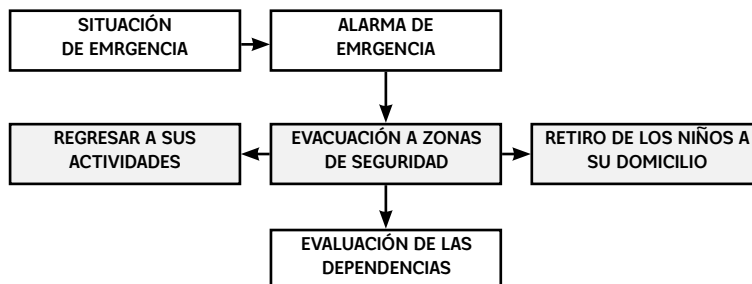 SITUACIÓN
DE EMRGENCIA
ALARMA DE
EMRGENCIA
REGRESAR A SUS
ACTIVIDADES
EVACUACIÓN A ZONAS
DE SEGURIDAD
RETIRO DE LOS NIÑOS A
SU DOMICILIO
EVALUACIÓN DE LAS
DEPENDENCIAS